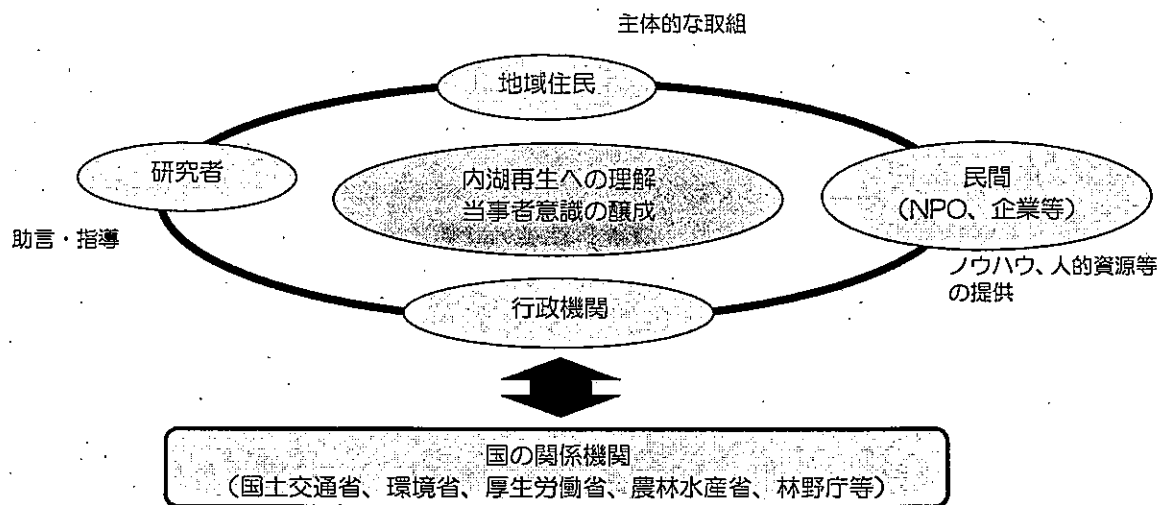 主体的な取組
地域住民
研究者
内湖再生への理解
当事者意識の醸成
民間
(NPO、企業等)
助言・指導
ノウハウ、人的資源等
の提供
行政機関
国の関係機関
(国土交通省、環境省、厚生労働省、農林水産省、林野庁等)